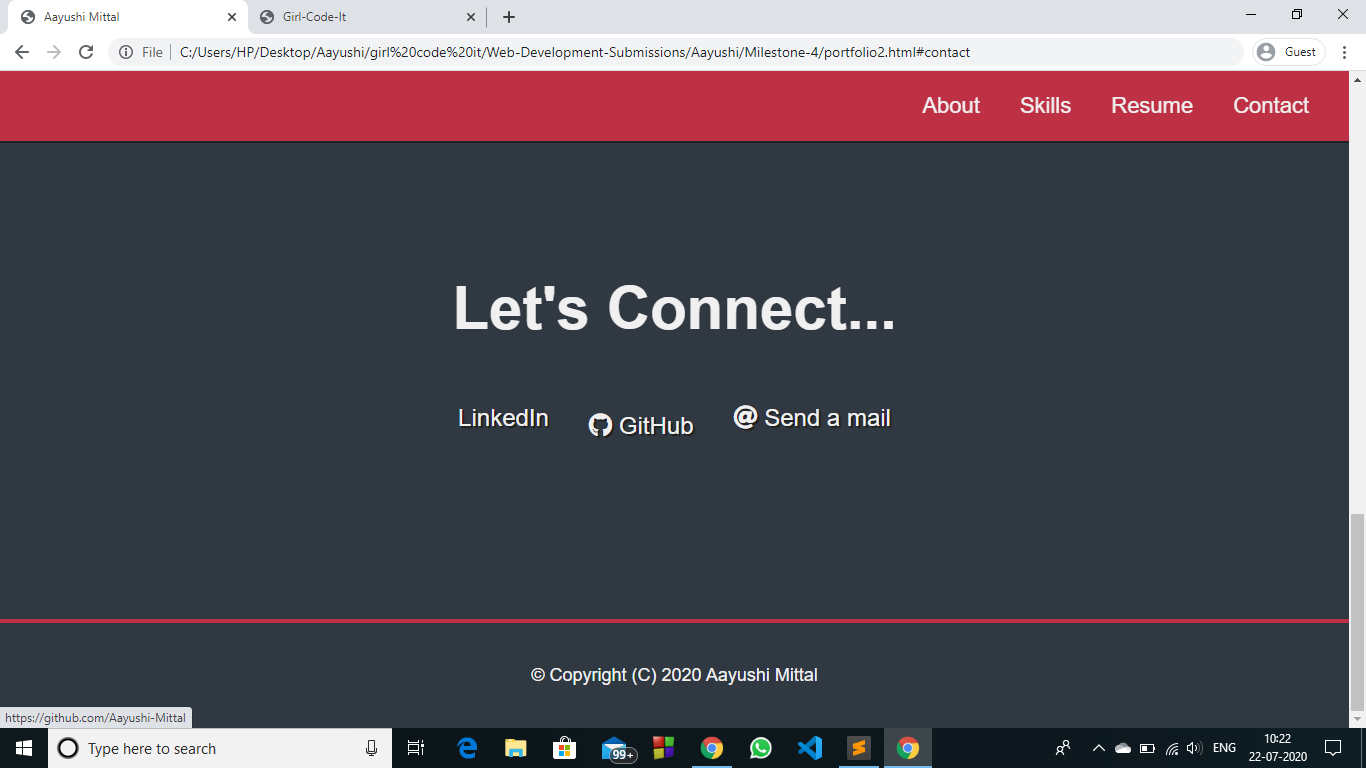 Aayushi Mittal
Girl-Code-It
File
C:/Users/HP/Desktop/Aayushi/girl%20code%20it/Web-Development-Submissions/Aayushi/Milestone-4/portfolio2.html#contact
Guest
About Skills Resume Contact
Let's Connect...
LinkedIn GitHub @ Send a mail
© Copyright (C) 2020 Aayushi Mittal
https://github.com/Aayushi-Mittal
Type here to search
99+
ENG
10:22
22-07-2020